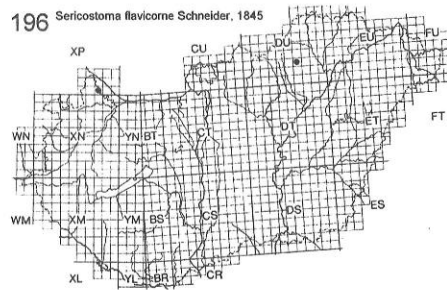 196 Sericostoma flavicorne Schneider, 1845
XP CU DU EU FU
WN XN YN BT CT DT ET FT
WM XM YM BS CS DS ES
XL YL BR CR